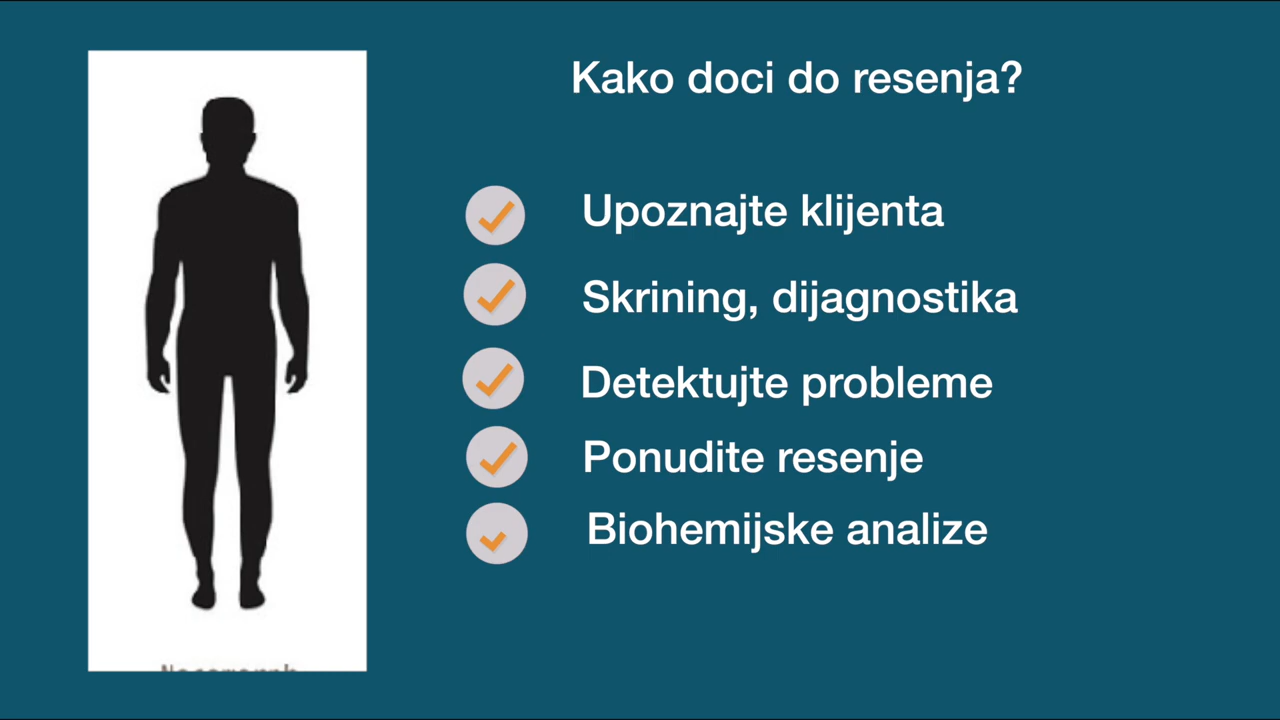 Kako doci do resenja?
Upoznajte klijenta
Skrining, dijagnostika
Detektujte probleme
Ponudite resenje
Biohemijske analize